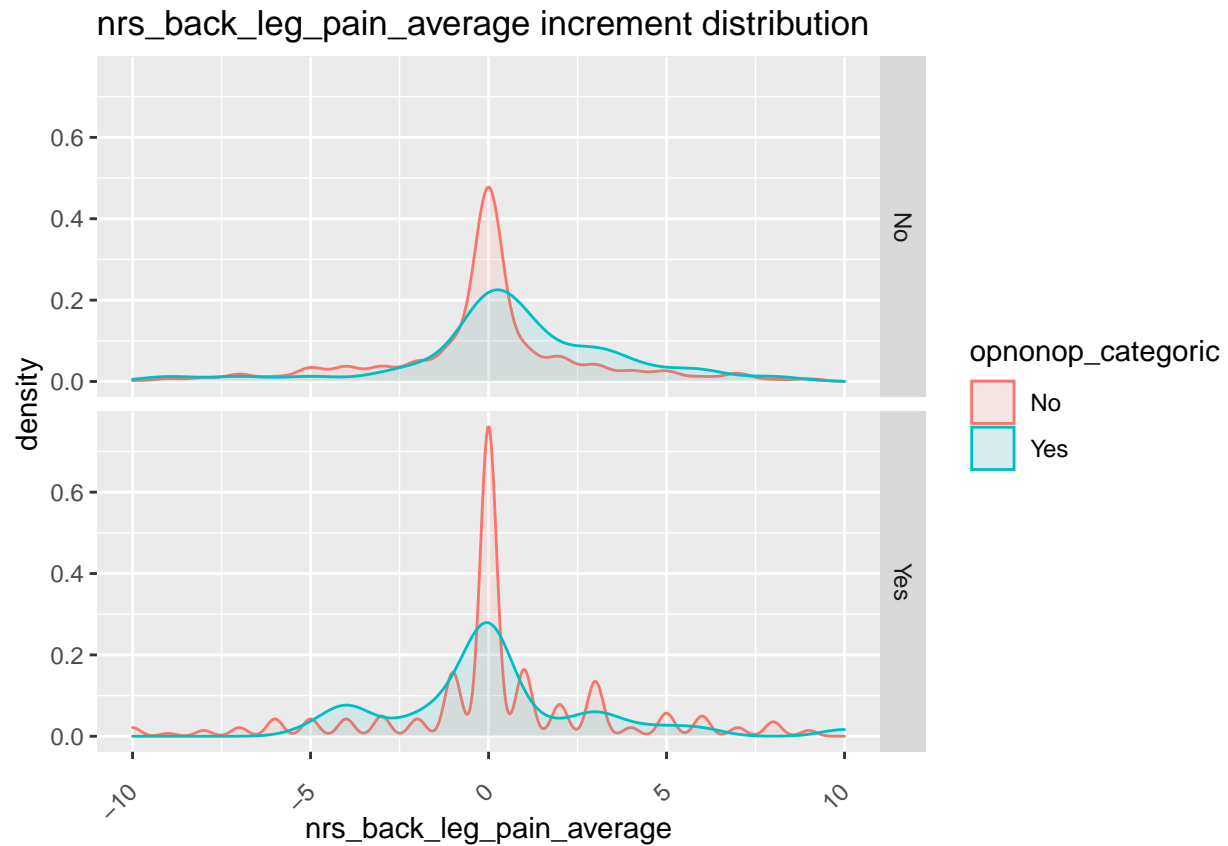 nrs_back_leg_pain_average increment distribution
density
0.6
0.4
0.2
0.0
No
0.6
0.4
0.2
0.0
Yes
−10
−5
0
5
10
nrs_back_leg_pain_average
opnonop_categoric
No
Yes